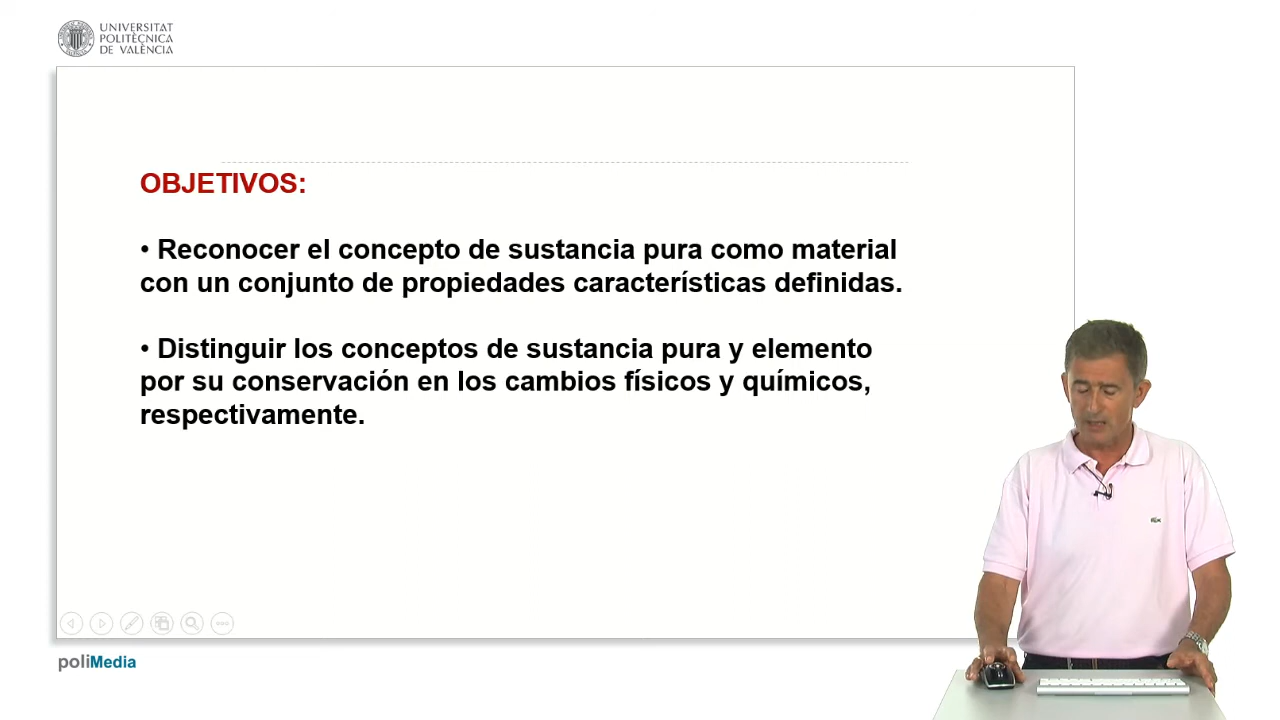 UNIVERSITAT
POLITÈCNICA
DE VALÈNCIA
OBJETIVOS:
• Reconocer el concepto de sustancia pura como material
con un conjunto de propiedades características definidas.
• Distinguir los conceptos de sustancia pura y elemento
por su conservación en los cambios físicos y químicos,
respectivamente.
poliMedia